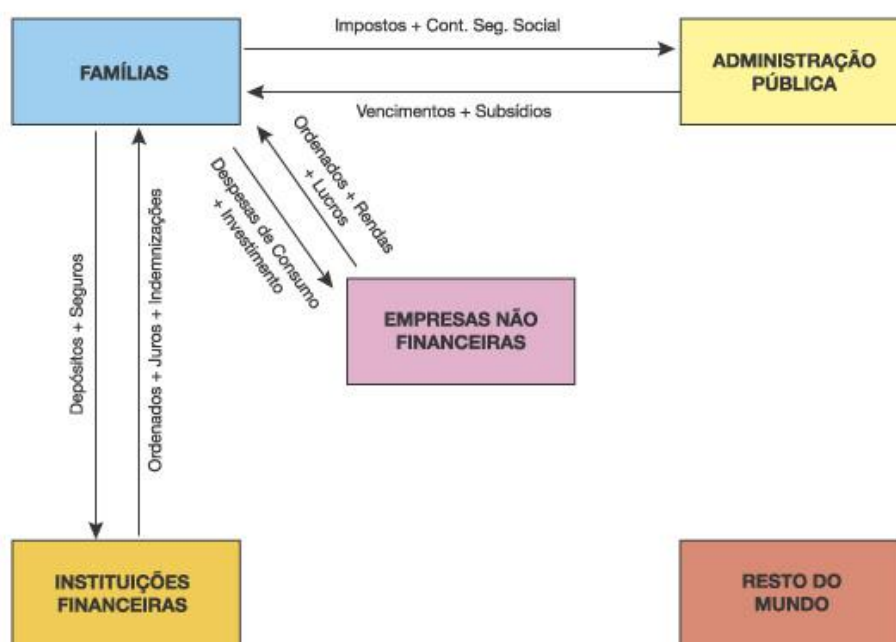 Impostos + Cont. Seg. Social
FAMÍLIAS
ADMINISTRAÇÃO
PÚBLICA
Vencimentos + Subsídios
Ordenados + Rendas
+ Lucros
Despesas de Consumo
+ Investimento
Depósitos + Seguros
Ordenados + Juros + Indemnizações
EMPRESAS NÃO
FINANCEIRAS
INSTITUIÇÕES
FINANCEIRAS
RESTO DO
MUNDO